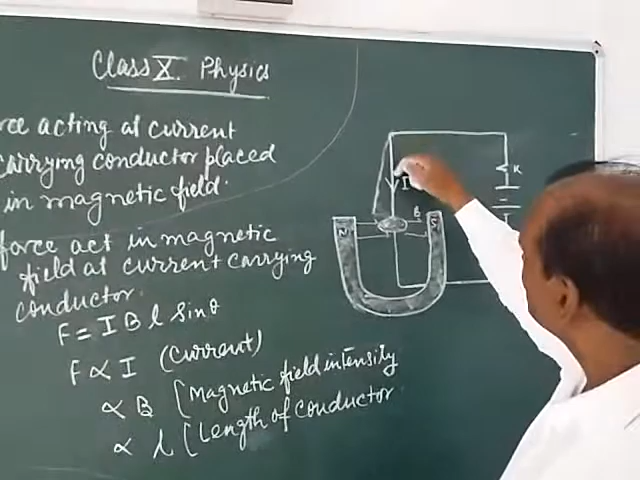 Class X. Physics
acting at current
carrying conductor placed
in magnetic field.
force act in magnetic
field at current carrying
conductor.
F = I B l Sinθ
F ∝ I (Current)
∝ B [Magnetic field intensity
∝ l [Length of conductor
K
I
B
N
S